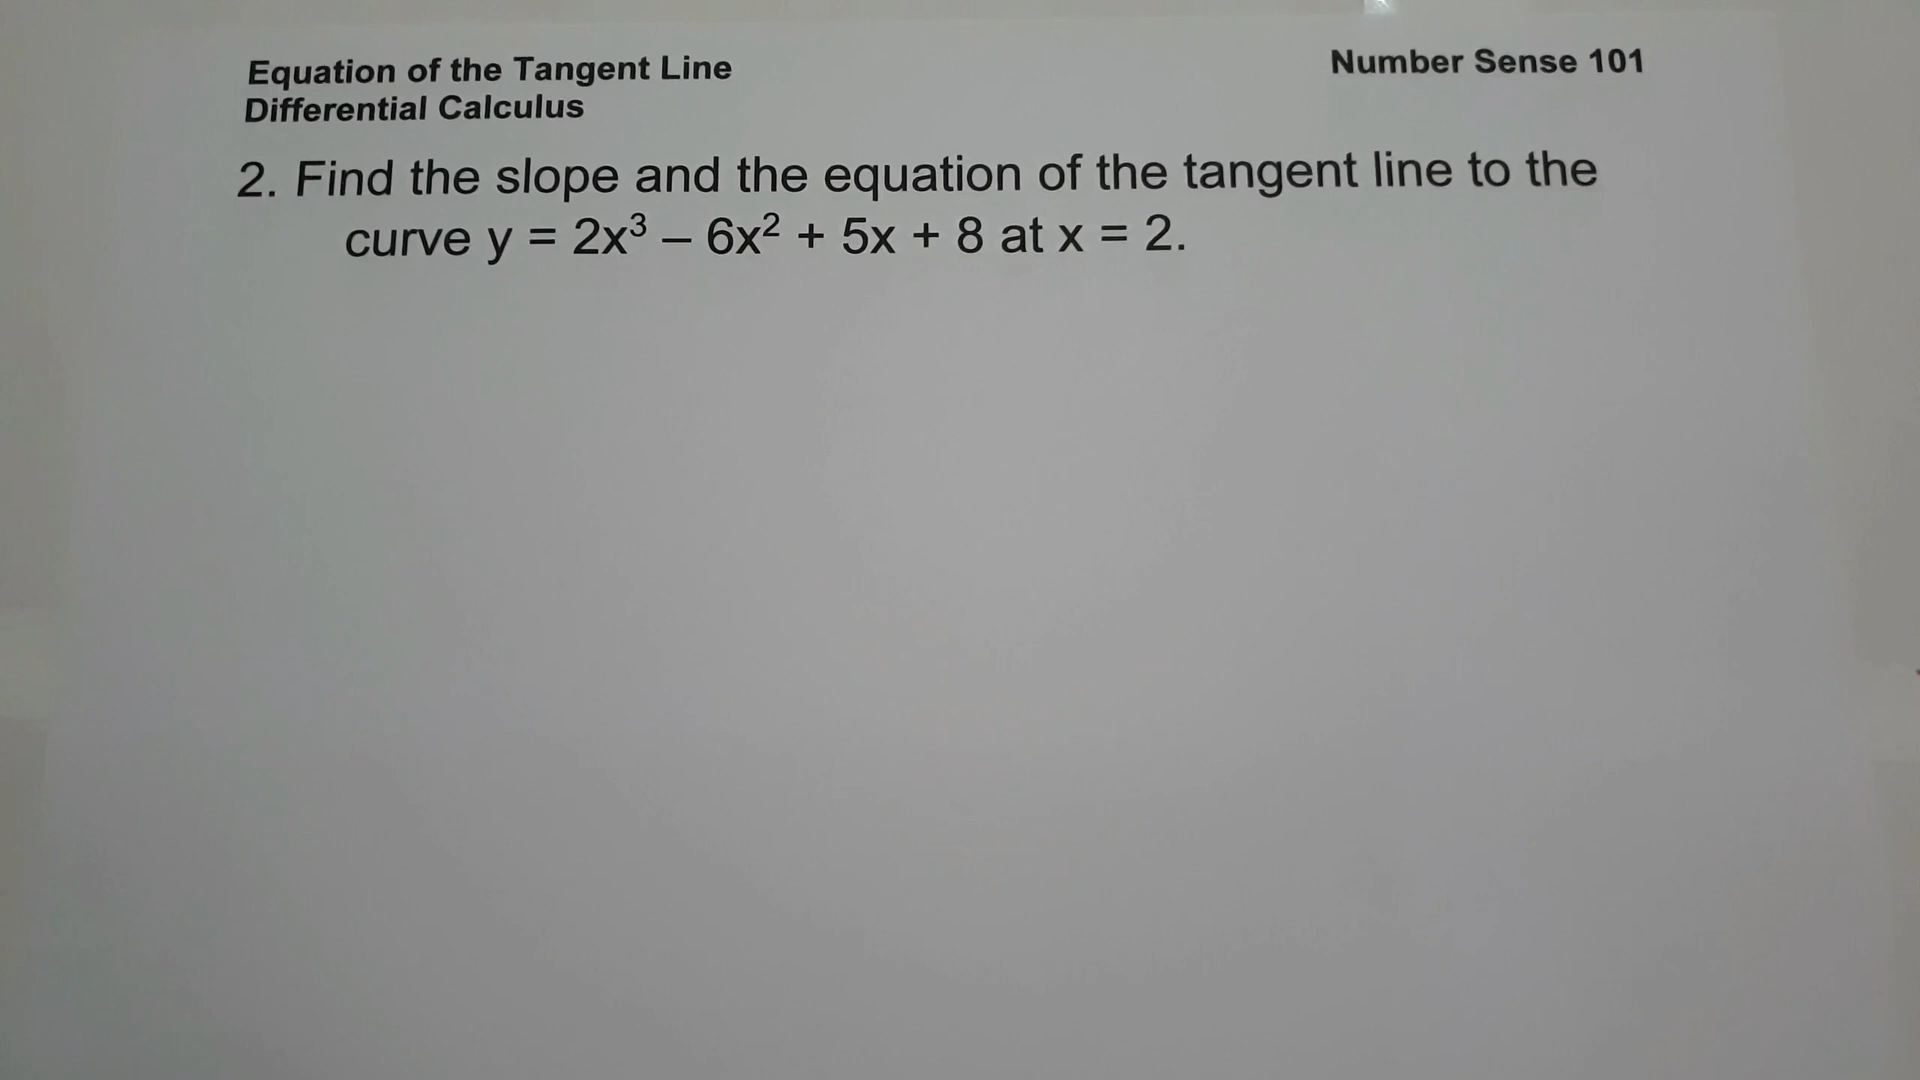 Equation of the Tangent Line
Number Sense 101
Differential Calculus
2. Find the slope and the equation of the tangent line to the
curve y = 2x³ – 6x² + 5x + 8 at x = 2.